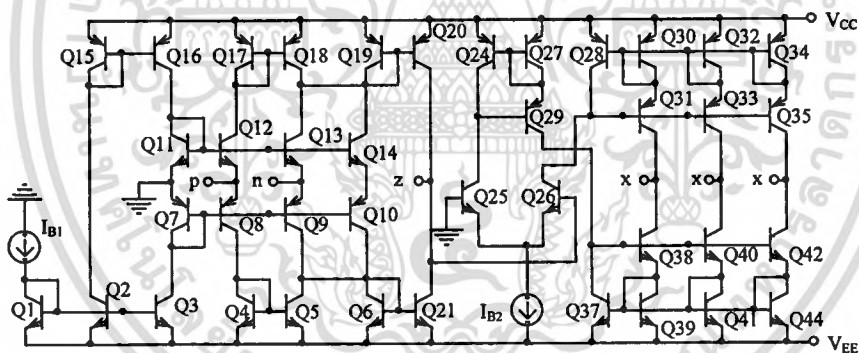 Q15 Q16 Q17 Q18 Q19 Q20 Q24 Q27 Q28 Q30 Q32 Q34 VCC
Q29 Q31 Q33 Q35
Q11 Q12 Q13 Q14
p n z Q25 Q26 x x x
Q7 Q8 Q9 Q10
IB1
Q38 Q40 Q42
Q1 Q2 Q3 Q4 Q5 Q6 Q21 IB2 Q37 Q39 Q41 Q44
VEE